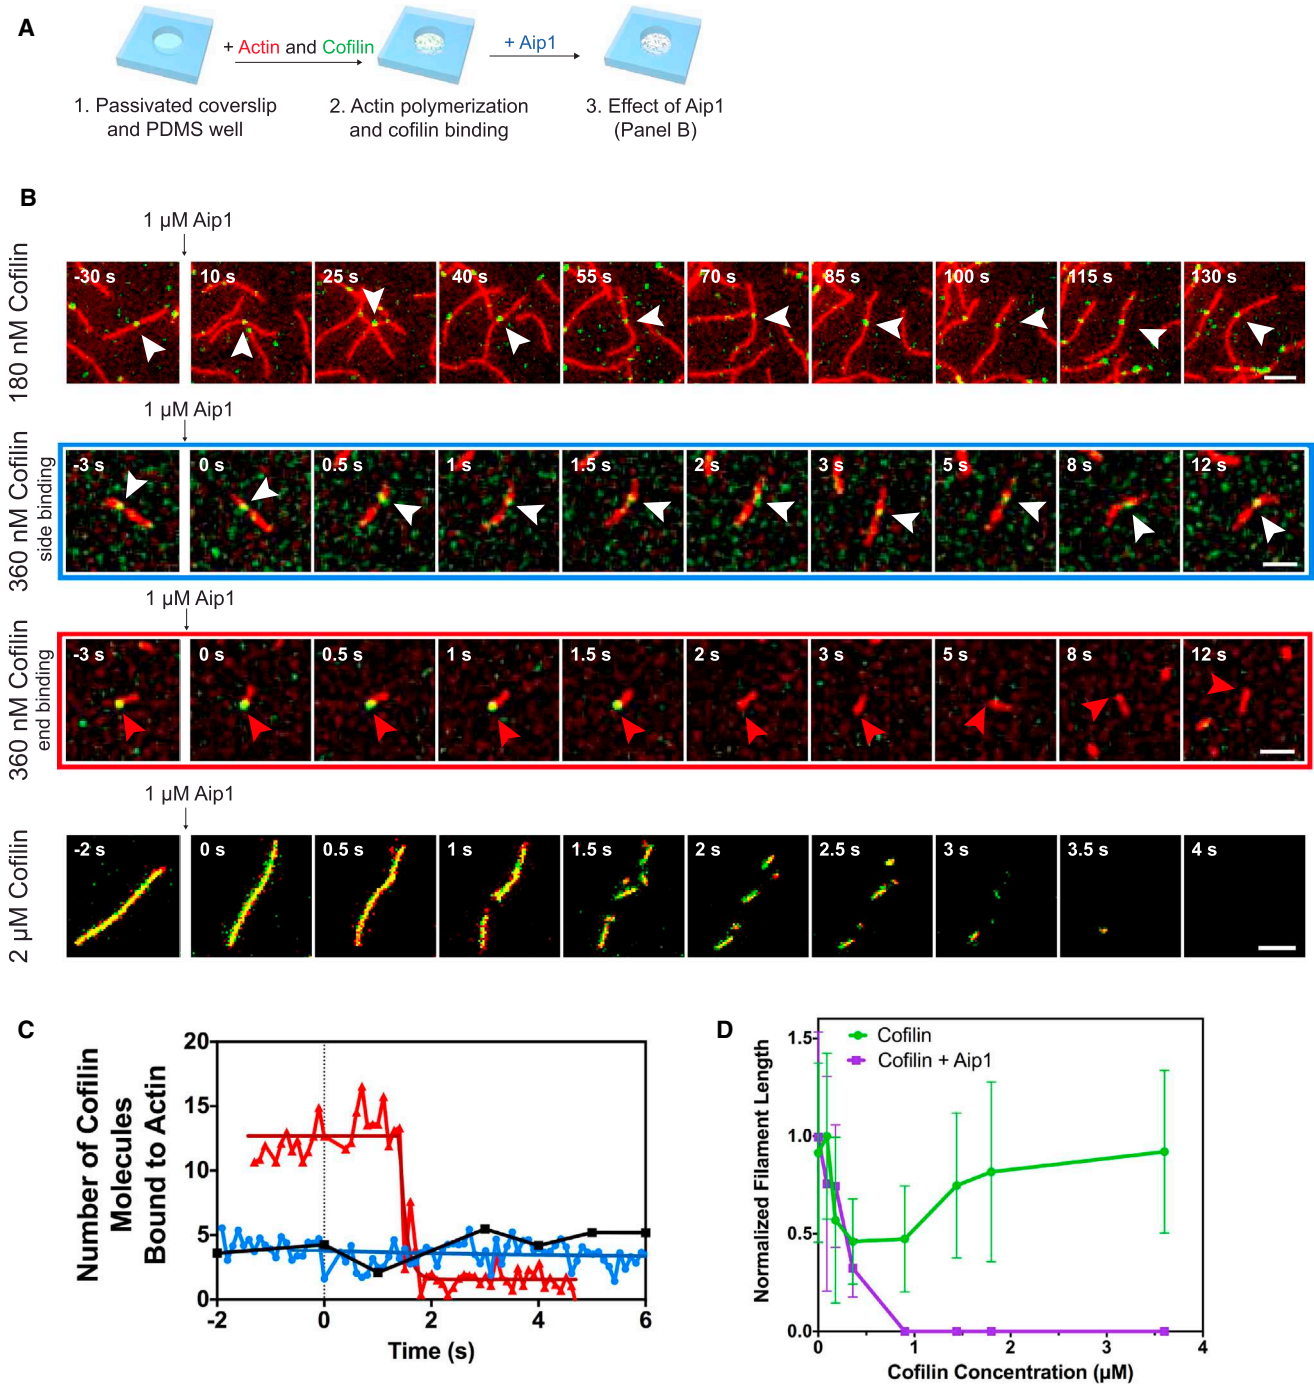 A
+ Actin and Cofilin
+ Aip1
1. Passivated coverslip
and PDMS well
2. Actin polymerization
and cofilin binding
3. Effect of Aip1
(Panel B)
B
1 µM Aip1
180 nM Cofilin
-30 s 10 s 25 s 40 s 55 s 70 s 85 s 100 s 115 s 130 s
1 µM Aip1
360 nM Cofilin
side binding
-3 s 0 s 0.5 s 1 s 1.5 s 2 s 3 s 5 s 8 s 12 s
1 µM Aip1
360 nM Cofilin
end binding
-3 s 0 s 0.5 s 1 s 1.5 s 2 s 3 s 5 s 8 s 12 s
1 µM Aip1
2 µM Cofilin
-2 s 0 s 0.5 s 1 s 1.5 s 2 s 2.5 s 3 s 3.5 s 4 s
C
Number of Cofilin
Molecules
Bound to Actin
20
15
10
5
0
-2 0 2 4 6
Time (s)
D
Normalized Filament Length
1.5
1.0
0.5
0.0
Cofilin
Cofilin + Aip1
0 1 2 3 4
Cofilin Concentration (µM)